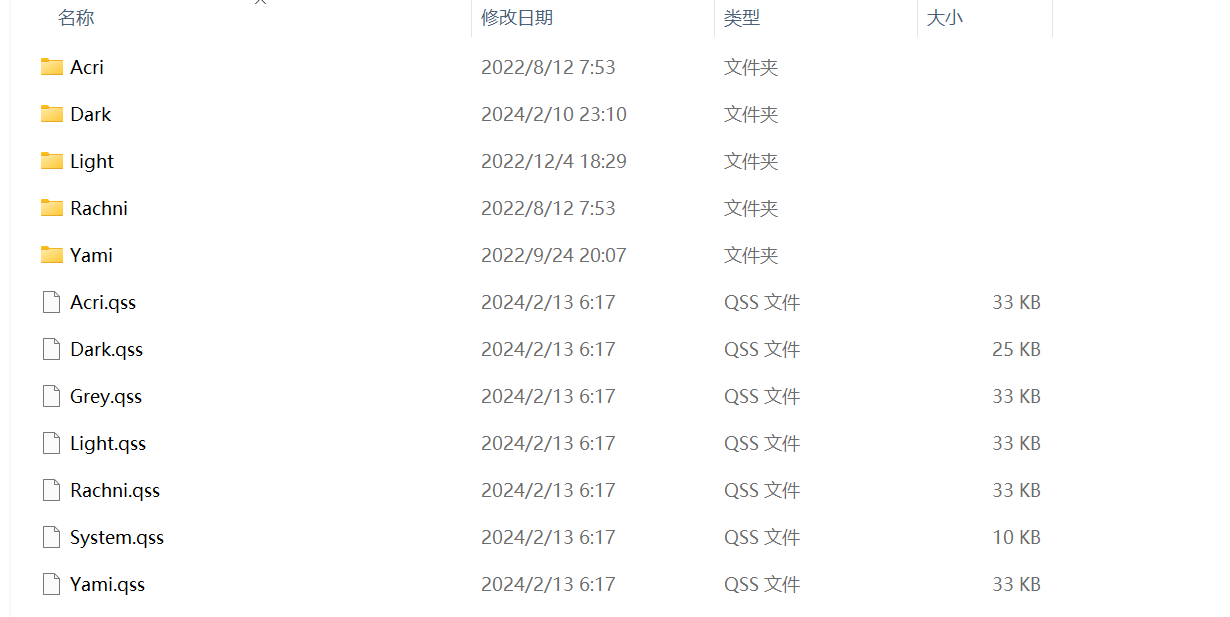 名称 修改日期 类型 大小
Acri 2022/8/12 7:53 文件夹
Dark 2024/2/10 23:10 文件夹
Light 2022/12/4 18:29 文件夹
Rachni 2022/8/12 7:53 文件夹
Yami 2022/9/24 20:07 文件夹
Acri.qss 2024/2/13 6:17 QSS 文件 33 KB
Dark.qss 2024/2/13 6:17 QSS 文件 25 KB
Grey.qss 2024/2/13 6:17 QSS 文件 33 KB
Light.qss 2024/2/13 6:17 QSS 文件 33 KB
Rachni.qss 2024/2/13 6:17 QSS 文件 33 KB
System.qss 2024/2/13 6:17 QSS 文件 10 KB
Yami.qss 2024/2/13 6:17 QSS 文件 33 KB